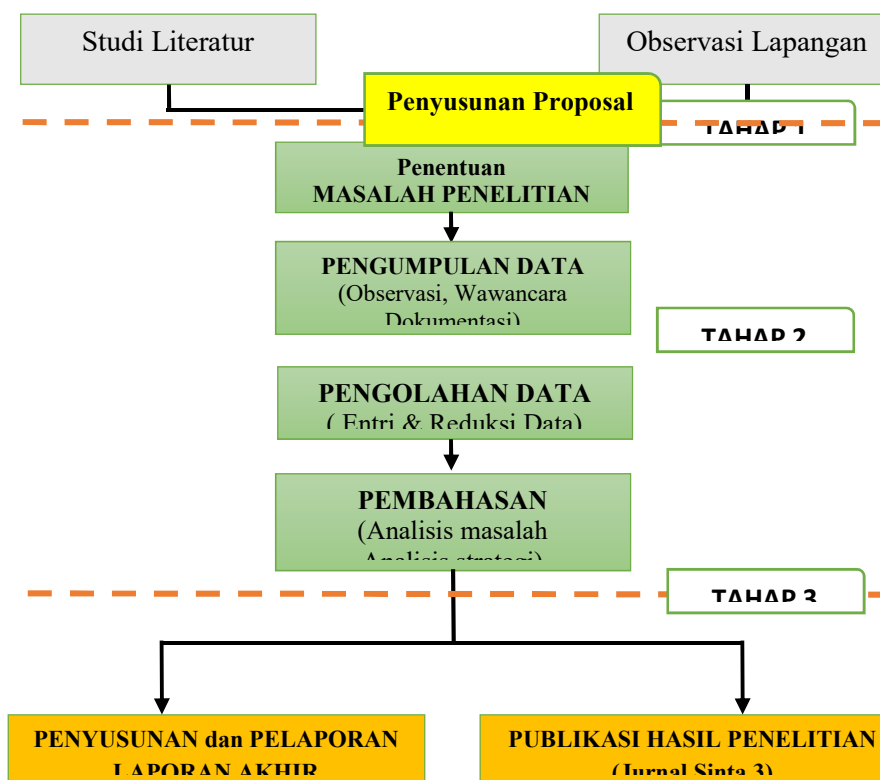 Studi Literatur
Observasi Lapangan
Penyusunan Proposal
TAHAP 1
Penentuan
MASALAH PENELITIAN
PENGUMPULAN DATA
(Observasi, Wawancara
Dokumentasi)
TAHAP 2
PENGOLAHAN DATA
( Entri & Reduksi Data)
PEMBAHASAN
(Analisis masalah
Analisis strategi)
TAHAP 3
PENYUSUNAN dan PELAPORAN
LAPORAN AKHIR
PUBLIKASI HASIL PENELITIAN
(Jurnal Sinta 3)